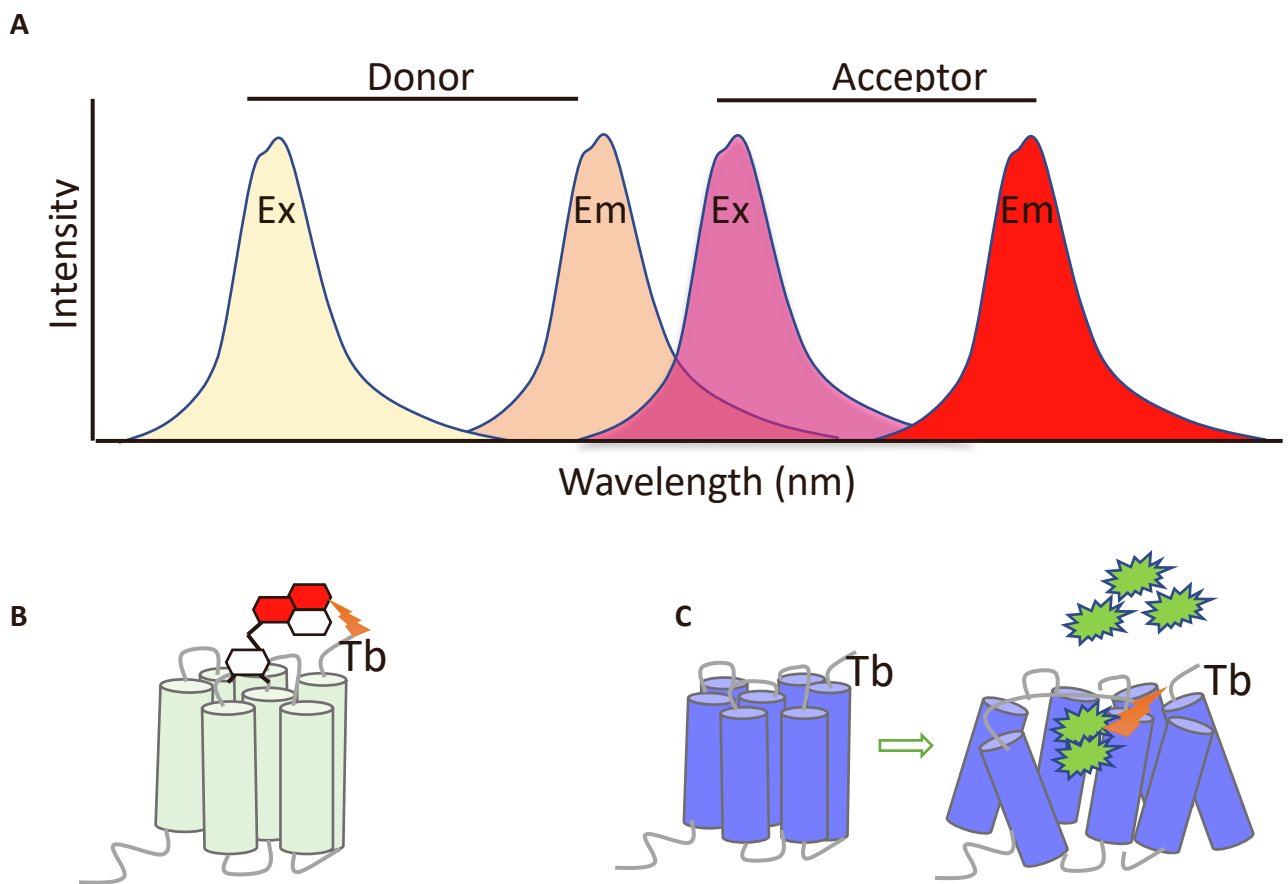 A
Donor
Acceptor
Intensity
Ex
Em
Ex
Em
Wavelength (nm)
B
Tb
C
Tb
Tb